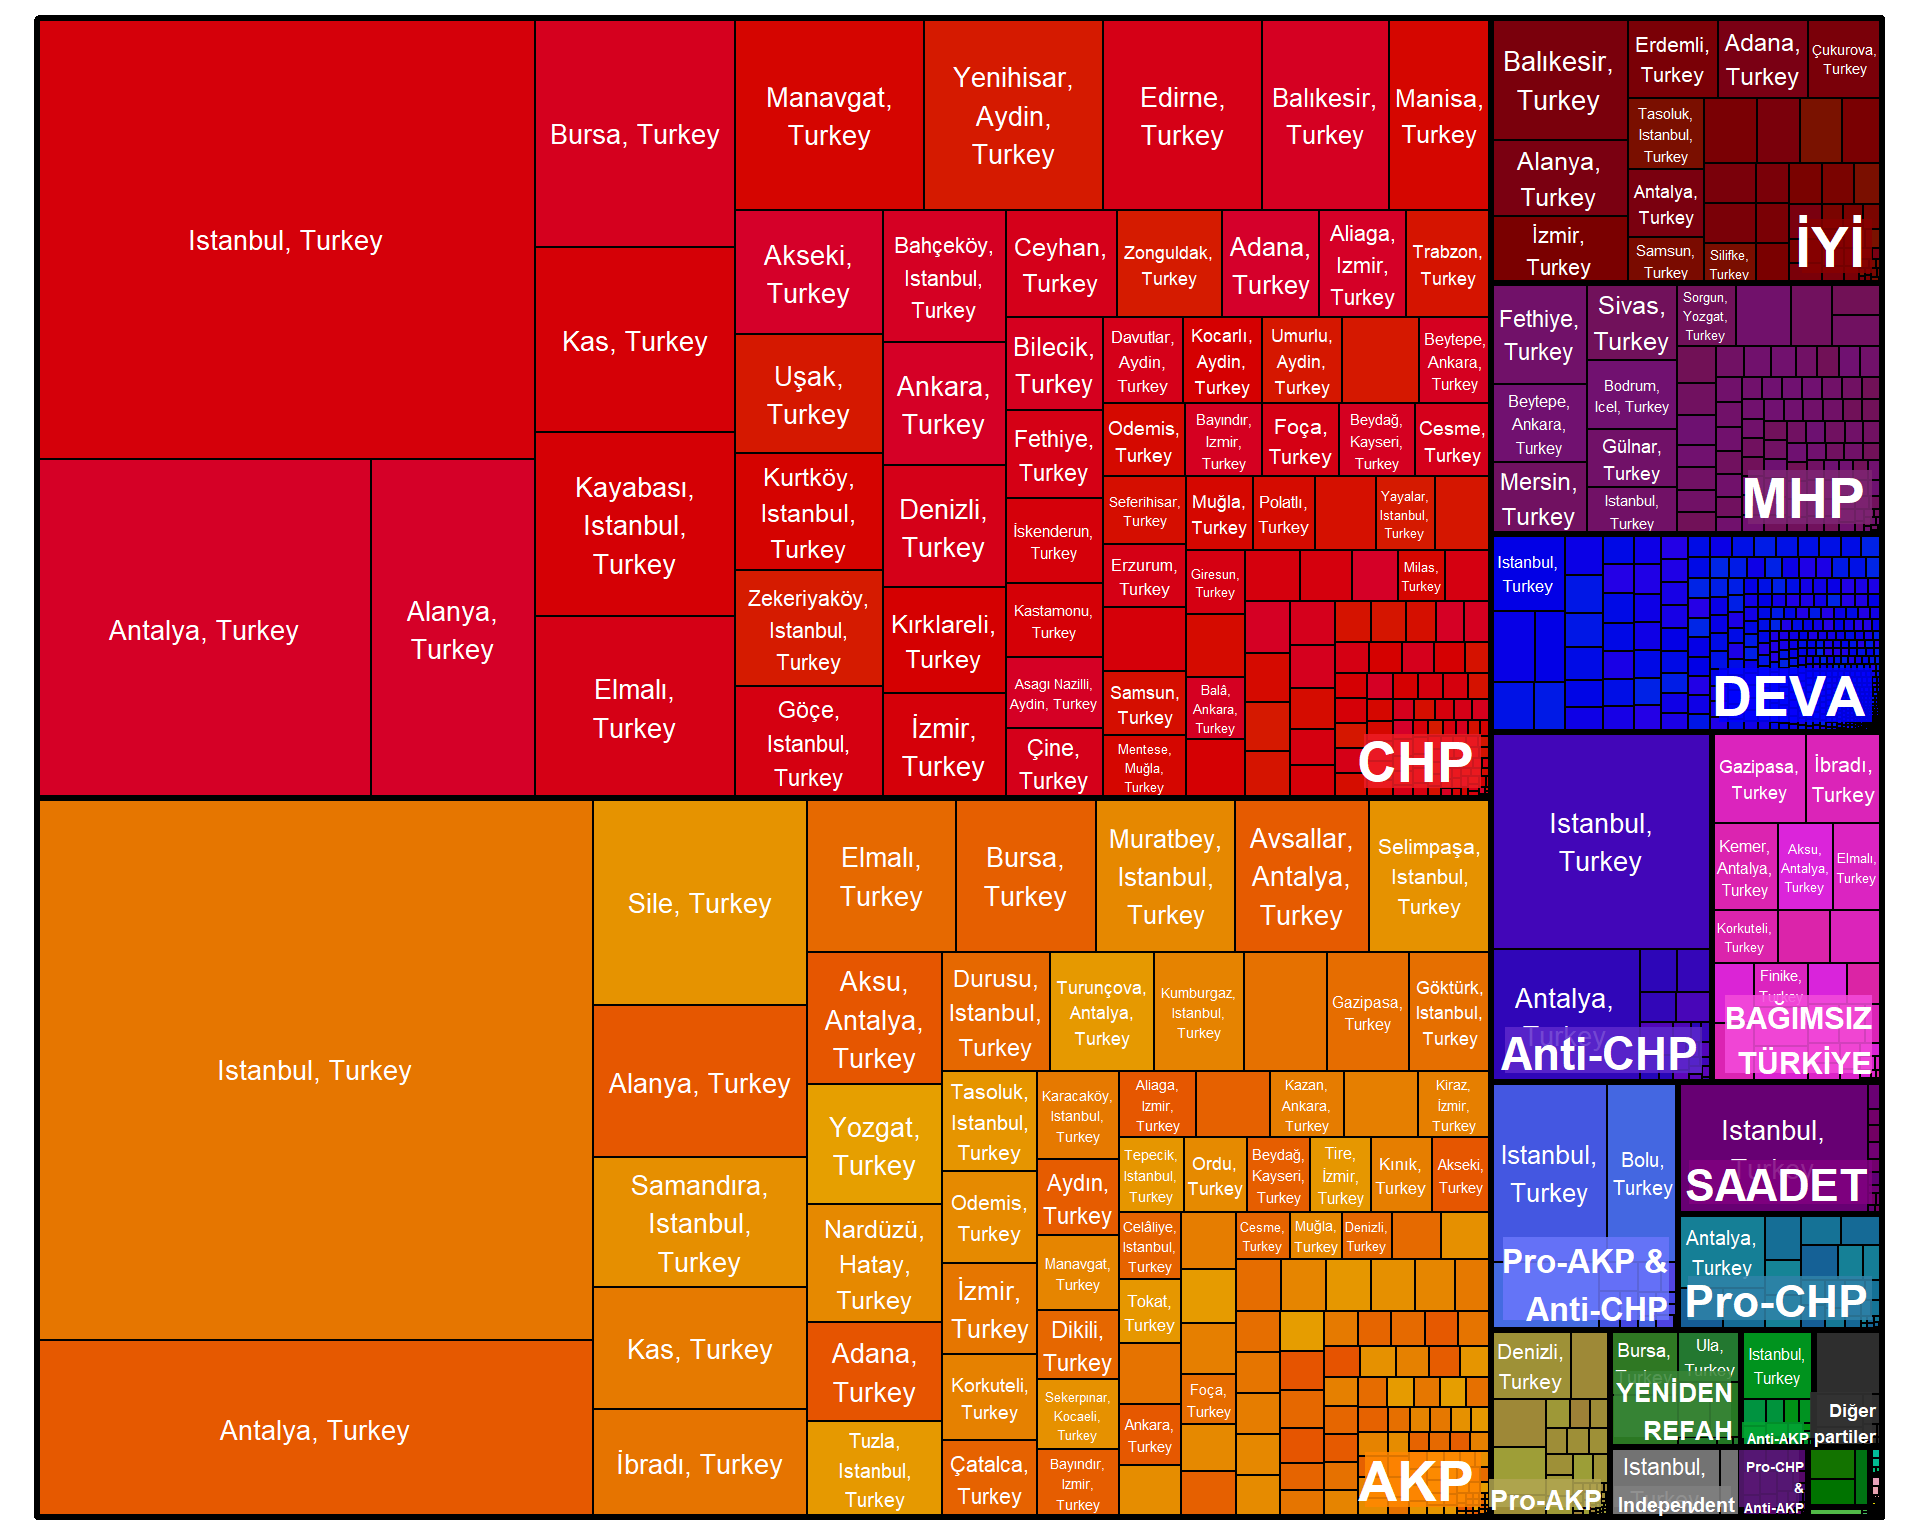 Istanbul, Turkey
Antalya, Turkey
Alanya,
Turkey
Bursa, Turkey
Kas, Turkey
Kayabası,
Istanbul,
Turkey
Elmalı,
Turkey
Manavgat,
Turkey
Yenihisar,
Aydin,
Turkey
Edirne,
Turkey
Balıkesir,
Turkey
Manisa,
Turkey
Akseki,
Turkey
Uşak,
Turkey
Kurtköy,
Istanbul,
Turkey
Zekeriyaköy,
Istanbul,
Turkey
Göçe,
Istanbul,
Turkey
Bahçeköy,
Istanbul,
Turkey
Ankara,
Turkey
Denizli,
Turkey
Kırklareli,
Turkey
İzmir,
Turkey
Ceyhan,
Turkey
Bilecik,
Turkey
Fethiye,
Turkey
İskenderun,
Turkey
Kastamonu,
Turkey
Asagı Nazilli,
Aydin, Turkey
Çine,
Turkey
Zonguldak,
Turkey
Adana,
Turkey
Aliaga,
Izmir,
Turkey
Trabzon,
Turkey
Davutlar,
Aydin,
Turkey
Kocarlı,
Aydin,
Turkey
Umurlu,
Aydin,
Turkey
Beytepe,
Ankara,
Turkey
Odemis,
Turkey
Bayındır,
Izmir,
Turkey
Foça,
Turkey
Beydağ,
Kayseri,
Turkey
Cesme,
Turkey
Seferihisar,
Turkey
Muğla,
Turkey
Polatlı,
Turkey
Yayalar,
Istanbul,
Turkey
Erzurum,
Turkey
Giresun,
Turkey
Milas,
Turkey
Samsun,
Turkey
Balâ,
Ankara,
Turkey
Mentese,
Muğla,
Turkey
CHP
Istanbul, Turkey
Antalya, Turkey
Sile, Turkey
Alanya, Turkey
Samandıra,
Istanbul,
Turkey
Kas, Turkey
İbradı, Turkey
Elmalı,
Turkey
Bursa,
Turkey
Muratbey,
Istanbul,
Turkey
Avsallar,
Antalya,
Turkey
Selimpaşa,
Istanbul,
Turkey
Aksu,
Antalya,
Turkey
Yozgat,
Turkey
Nardüzü,
Hatay,
Turkey
Adana,
Turkey
Tuzla,
Istanbul,
Turkey
Durusu,
Istanbul,
Turkey
Turunçova,
Antalya,
Turkey
Kumburgaz,
Istanbul,
Turkey
Gazipasa,
Turkey
Göktürk,
Istanbul,
Turkey
Tasoluk,
Istanbul,
Turkey
Odemis,
Turkey
İzmir,
Turkey
Korkuteli,
Turkey
Çatalca,
Turkey
Karacaköy,
Istanbul,
Turkey
Aydın,
Turkey
Manavgat,
Turkey
Dikili,
Turkey
Sekerpınar,
Kocaeli,
Turkey
Bayındır,
Izmir,
Turkey
Aliaga,
Izmir,
Turkey
Kazan,
Ankara,
Turkey
Kiraz,
İzmir,
Turkey
Tepecik,
Istanbul,
Turkey
Ordu,
Turkey
Beydağ,
Kayseri,
Turkey
Tire,
İzmir,
Turkey
Kınık,
Turkey
Akseki,
Turkey
Celâliye,
Istanbul,
Turkey
Cesme,
Turkey
Muğla,
Turkey
Denizli,
Turkey
Tokat,
Turkey
Foça,
Turkey
Ankara,
Turkey
AKP
Balıkesir,
Turkey
Alanya,
Turkey
İzmir,
Turkey
Erdemli,
Turkey
Adana,
Turkey
Çukurova,
Turkey
Tasoluk,
Istanbul,
Turkey
Antalya,
Turkey
Samsun,
Turkey
Silifke,
Turkey
İYİ
Fethiye,
Turkey
Beytepe,
Ankara,
Turkey
Mersin,
Turkey
Sivas,
Turkey
Bodrum,
Icel, Turkey
Gülnar,
Turkey
Istanbul,
Turkey
Sorgun,
Yozgat,
Turkey
MHP
Istanbul,
Turkey
DEVA
Istanbul,
Turkey
Antalya,
Turkey
Anti-CHP
Gazipasa,
Turkey
İbradı,
Turkey
Kemer,
Antalya,
Turkey
Aksu,
Antalya,
Turkey
Elmalı,
Turkey
Korkuteli,
Turkey
Finike,
Turkey
BAĞIMSIZ
TÜRKİYE
Istanbul,
Turkey
Bolu,
Turkey
Pro-AKP &
Anti-CHP
Istanbul,
Turkey
SAADET
Antalya,
Turkey
Pro-CHP
Denizli,
Turkey
Pro-AKP
Bursa,
Turkey
Ula,
Turkey
YENİDEN
REFAH
Istanbul,
Turkey
Anti-AKP
Diğer
partiler
Istanbul,
Turkey
Independent
Pro-CHP
&
Anti-AKP